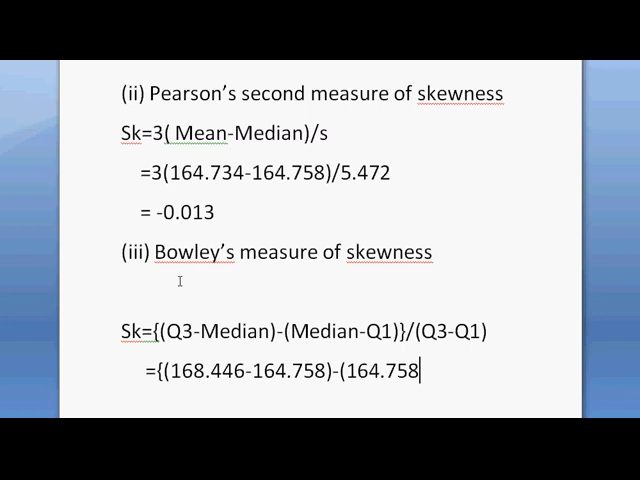 (ii) Pearson’s second measure of skewness
Sk=3( Mean-Median)/s
=3(164.734-164.758)/5.472
= -0.013
(iii) Bowley’s measure of skewness
Sk={(Q3-Median)-(Median-Q1)}/(Q3-Q1)
={(168.446-164.758)-(164.758